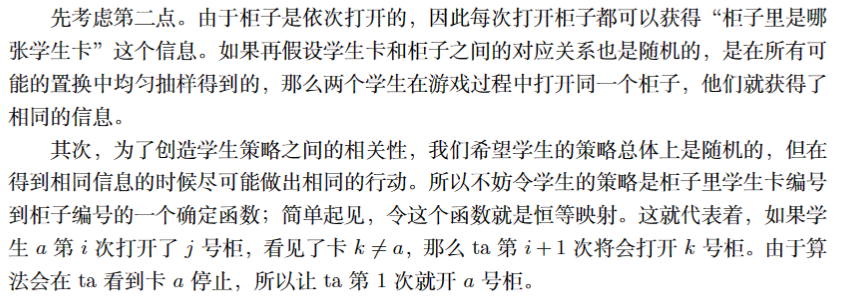 先考虑第二点。由于柜子是依次打开的，因此每次打开柜子都可以获得“柜子里是哪
张学生卡”这个信息。如果再假设学生卡和柜子之间的对应关系也是随机的，是在所有可
能的置换中均匀抽样得到的，那么两个学生在游戏过程中打开同一个柜子，他们就获得了
相同的信息。
其次，为了创造学生策略之间的相关性，我们希望学生的策略总体上是随机的，但在
得到相同信息的时候尽可能做出相同的行动。所以不妨令学生的策略是柜子里学生卡编号
到柜子编号的一个确定函数；简单起见，令这个函数就是恒等映射。这就代表着，如果学
生 a 第 i 次打开了 j 号柜，看见了卡 k ≠ a，那么 ta 第 i + 1 次将会打开 k 号柜。由于算
法会在 ta 看到卡 a 停止，所以让 ta 第 1 次就开 a 号柜。